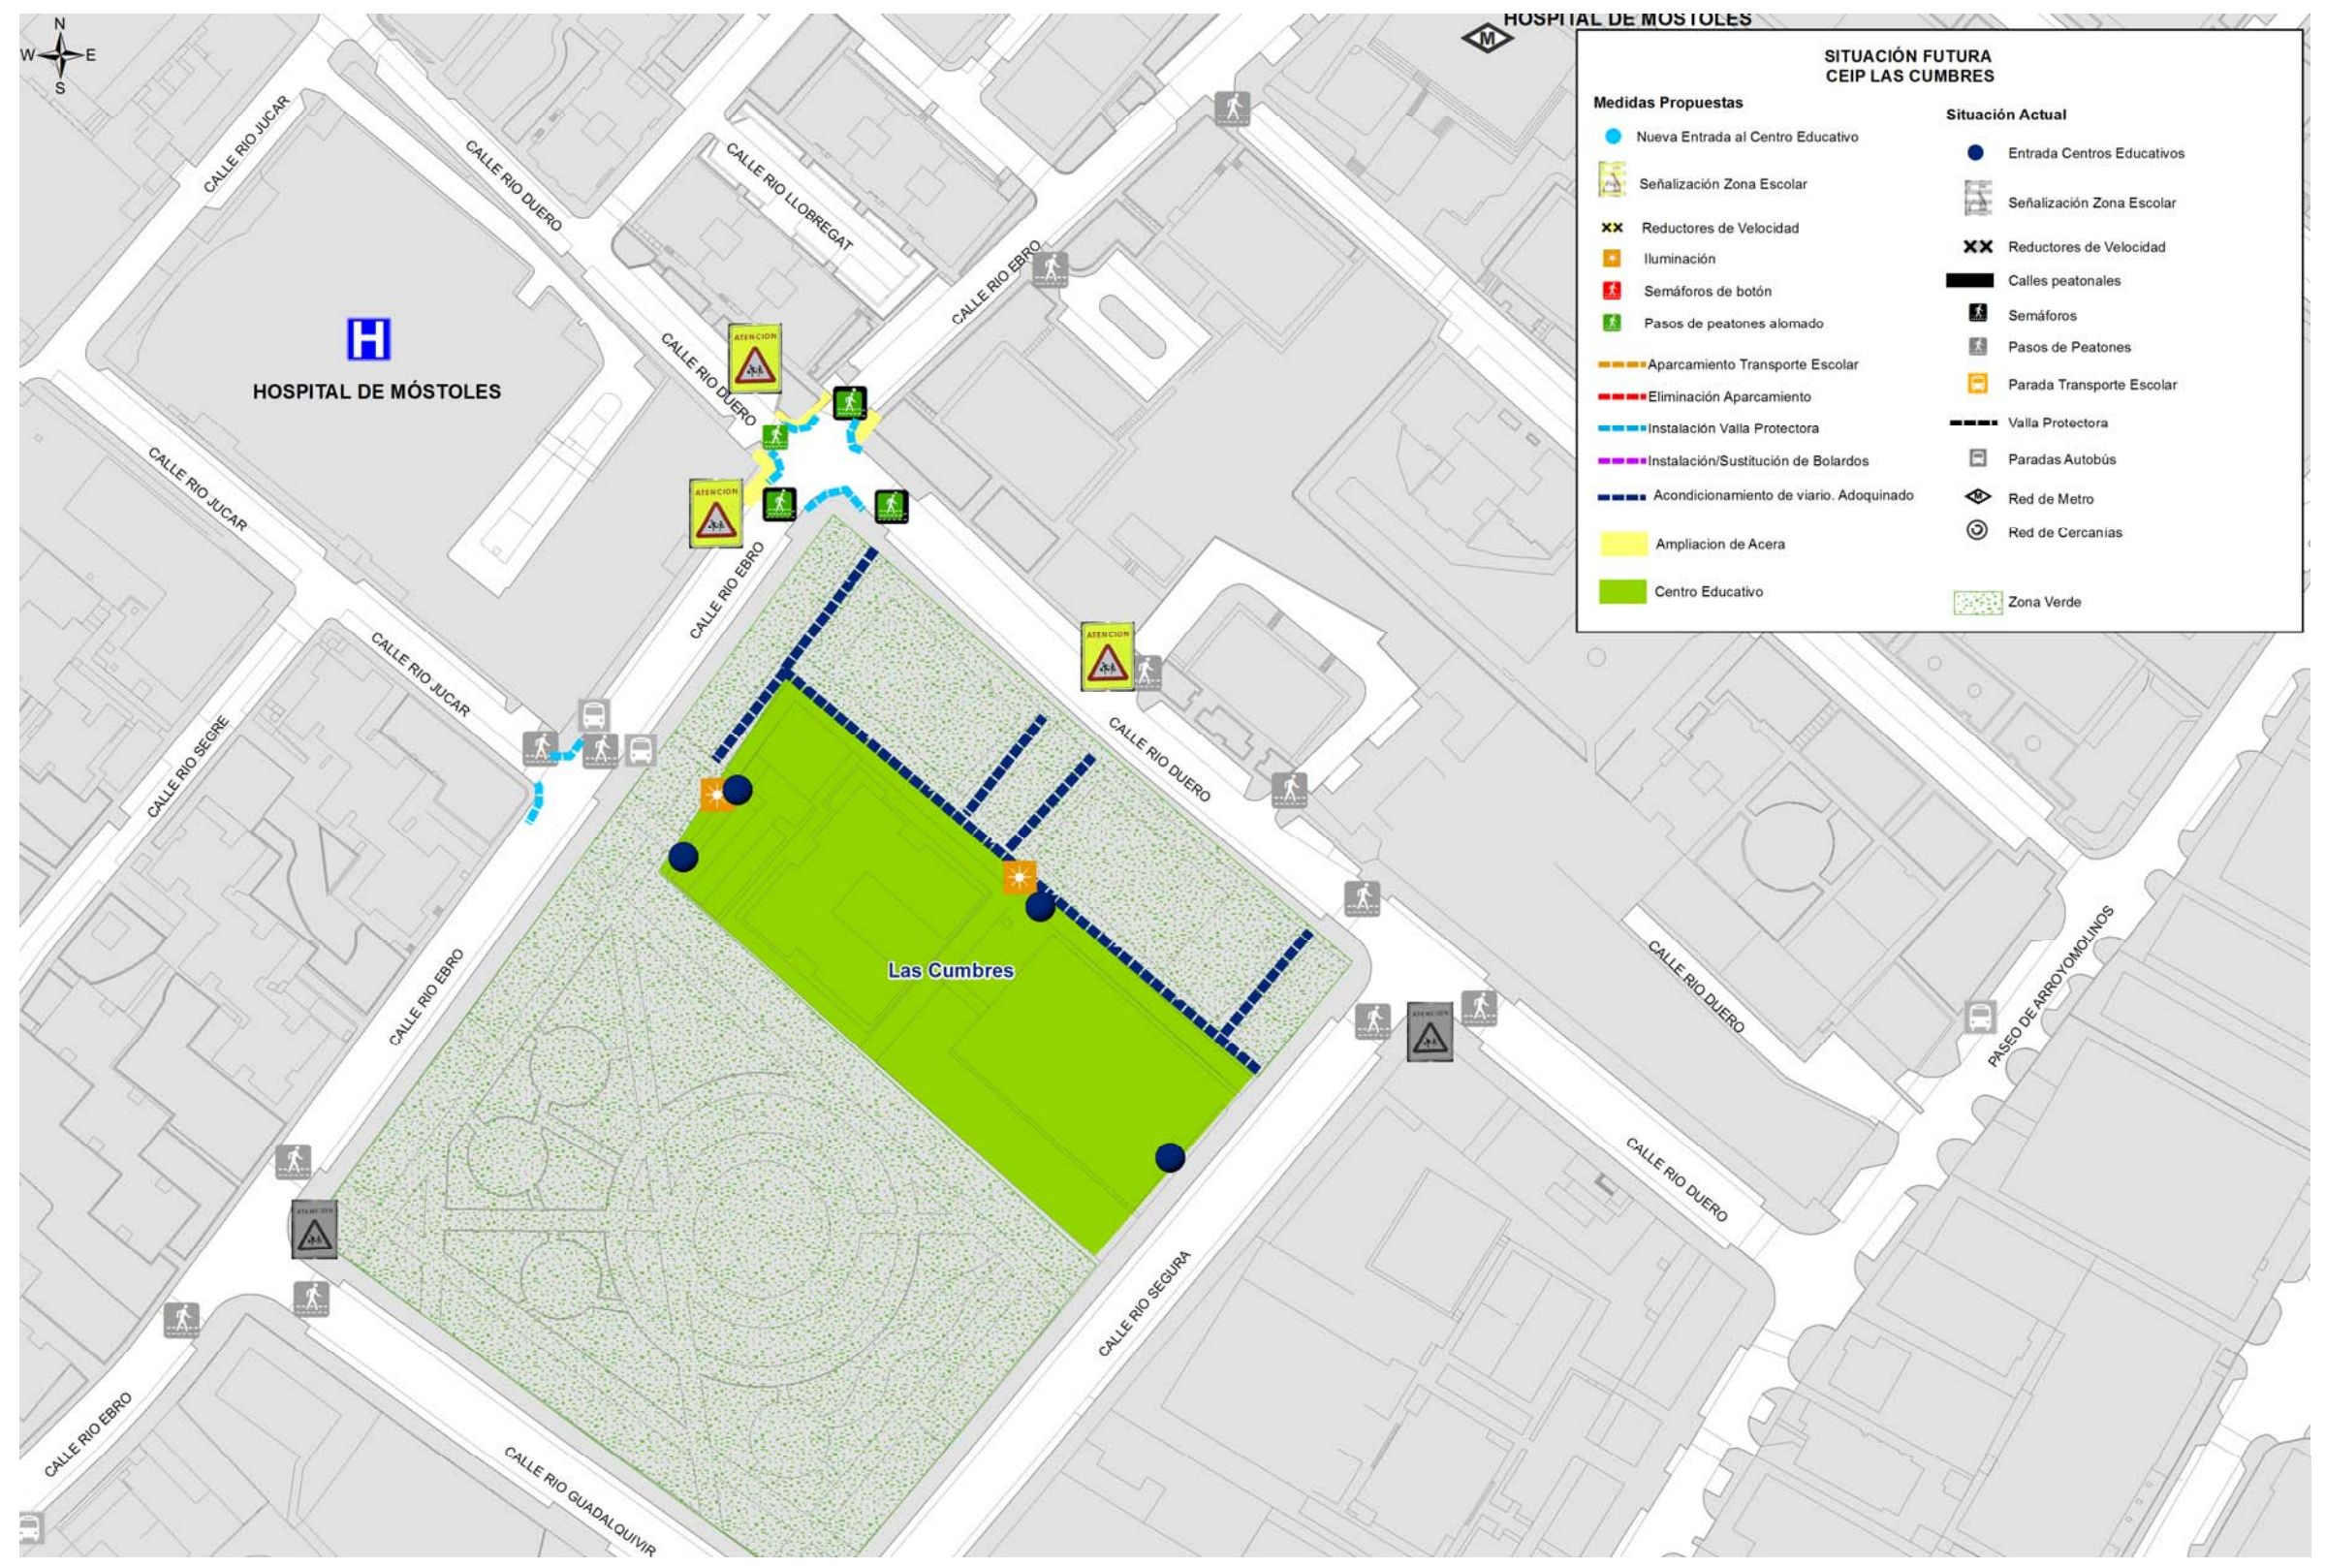 N
W E
S
HOSPITAL DE MÓSTOLES
M
SITUACIÓN FUTURA
CEIP LAS CUMBRES
Medidas Propuestas
Nueva Entrada al Centro Educativo
Señalización Zona Escolar
Reductores de Velocidad
Iluminación
Semáforos de botón
Pasos de peatones alomado
Aparcamiento Transporte Escolar
Eliminación Aparcamiento
Instalación Valla Protectora
Instalación/Sustitución de Bolardos
Acondicionamiento de viario. Adoquinado
Ampliacion de Acera
Centro Educativo
Situación Actual
Entrada Centros Educativos
Señalización Zona Escolar
Reductores de Velocidad
Calles peatonales
Semáforos
Pasos de Peatones
Parada Transporte Escolar
Valla Protectora
Paradas Autobús
M
Red de Metro
Red de Cercanías
Zona Verde
CALLE RIO JUCAR
CALLE RIO DUERO
CALLE RIO LLOBREGAT
CALLE RIO EBRO
H
HOSPITAL DE MÓSTOLES
CALLE RIO DUERO
ATENCION
CALLE RIO JUCAR
ATENCION
CALLE RIO EBRO
ATENCION
CALLE RIO JUCAR
CALLE RIO SEGRE
CALLE RIO DUERO
Las Cumbres
CALLE RIO EBRO
CALLE RIO DUERO
PASEO DE ARROYOMOLINOS
ATENCION
CALLE RIO DUERO
ATENCION
CALLE RIO SEGURA
CALLE RIO EBRO
CALLE RIO GUADALQUIVIR